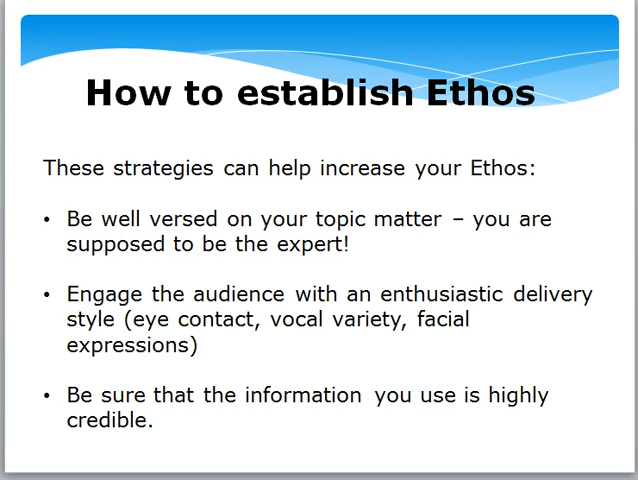 How to establish Ethos
These strategies can help increase your Ethos:
• Be well versed on your topic matter – you are
supposed to be the expert!
• Engage the audience with an enthusiastic delivery
style (eye contact, vocal variety, facial
expressions)
• Be sure that the information you use is highly
credible.